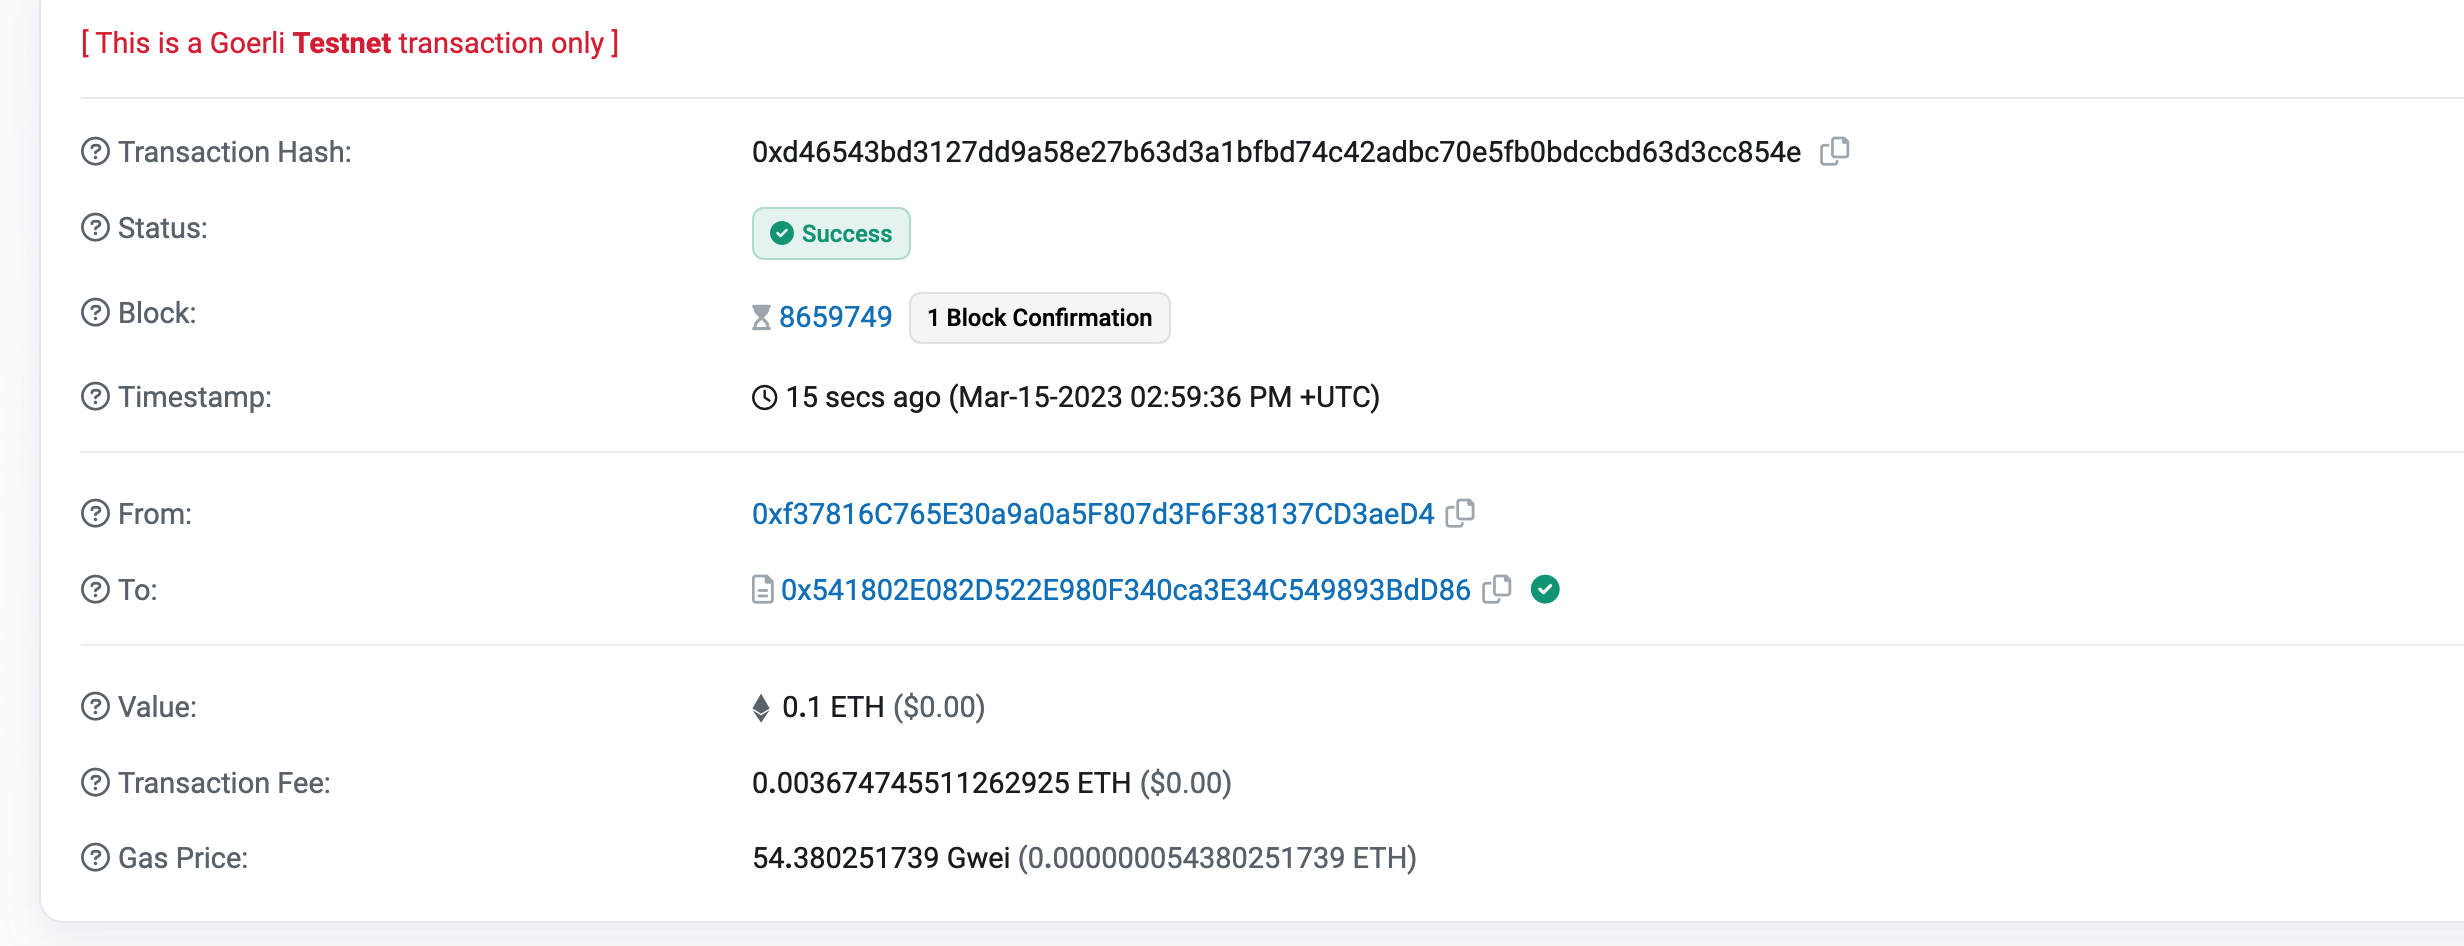 [ This is a Goerli Testnet transaction only ]
Transaction Hash: 0xd46543bd3127dd9a58e27b63d3a1bfbd74c42adbc70e5fb0bdccbd63d3cc854e
Status: Success
Block: 8659749 1 Block Confirmation
Timestamp: 15 secs ago (Mar-15-2023 02:59:36 PM +UTC)
From: 0xf37816C765E30a9a0a5F807d3F6F38137CD3aeD4
To: 0x541802E082D522E980F340ca3E34C549893BdD86
Value: 0.1 ETH ($0.00)
Transaction Fee: 0.003674745511262925 ETH ($0.00)
Gas Price: 54.380251739 Gwei (0.000000054380251739 ETH)